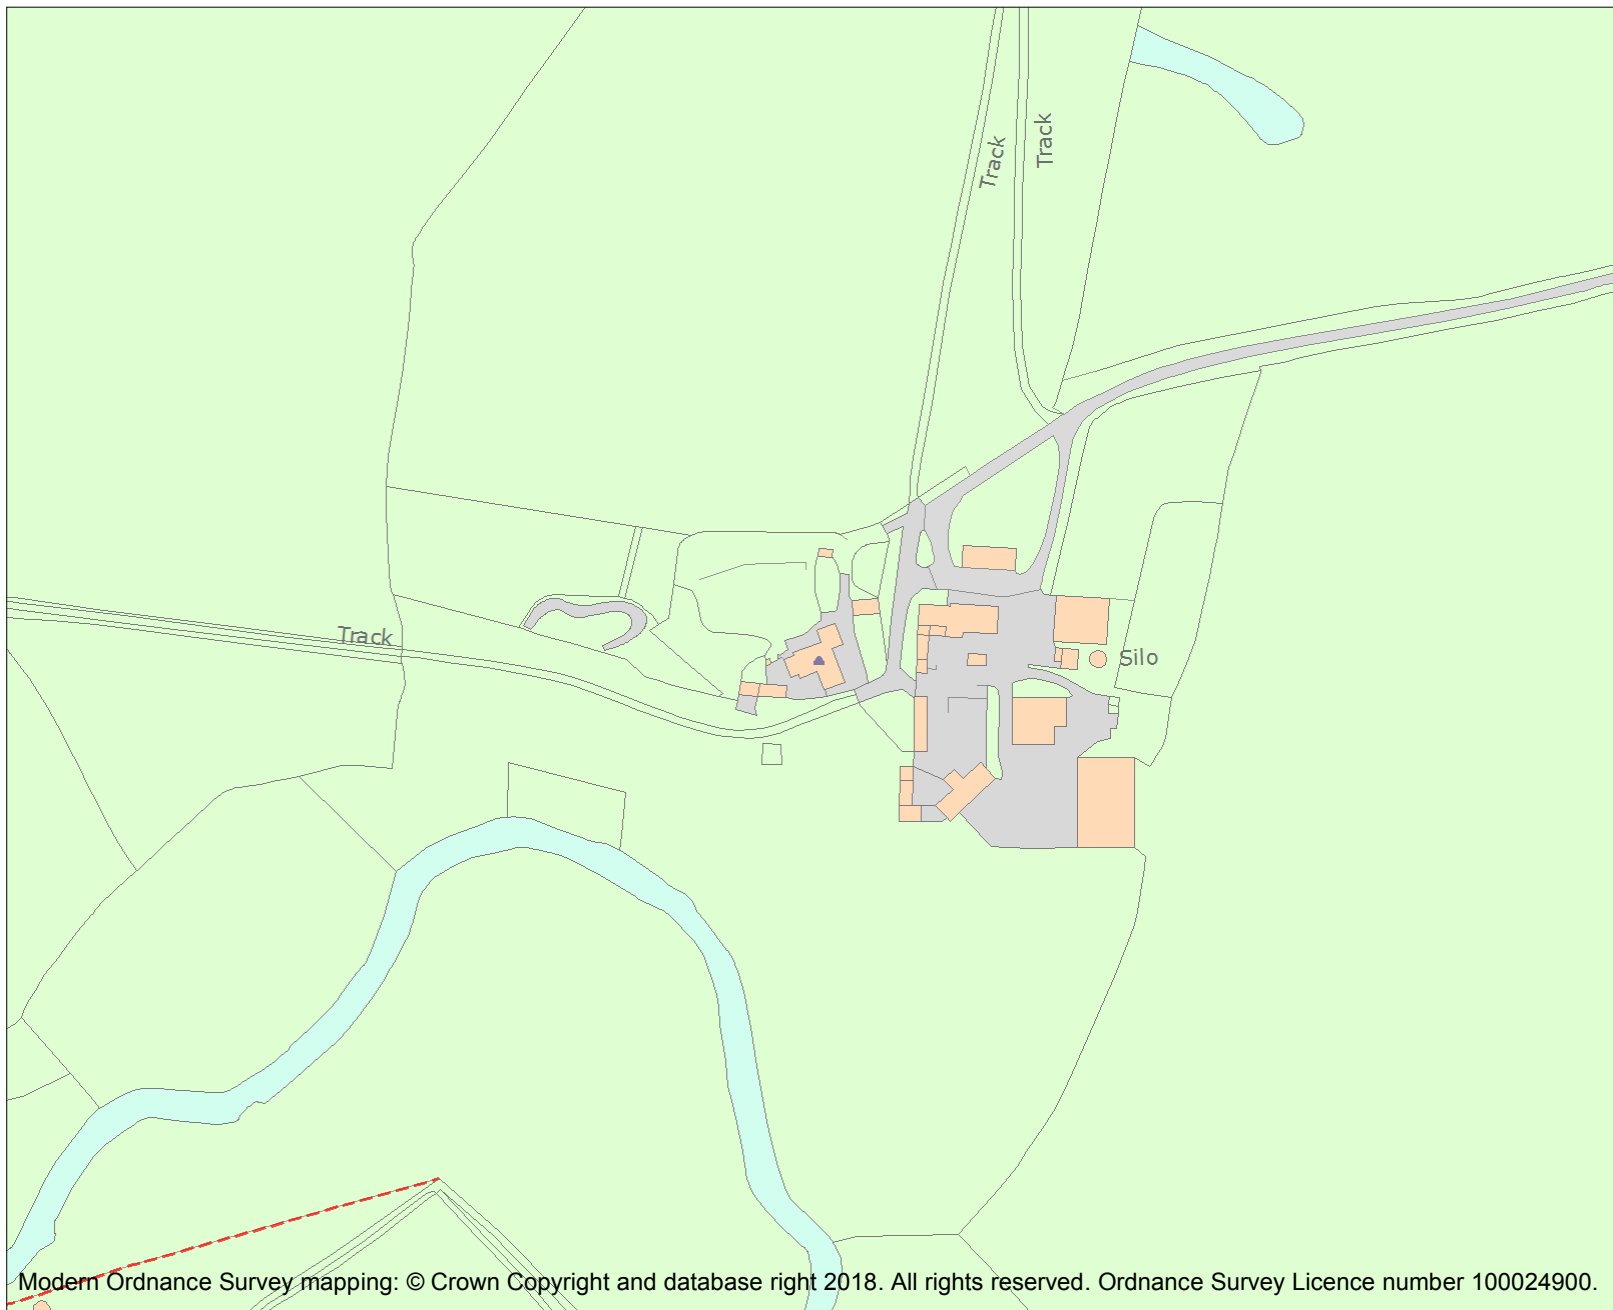 Track
Track
Track
Silo
Modern Ordnance Survey mapping: © Crown Copyright and database right 2018. All rights reserved. Ordnance Survey Licence number 100024900.